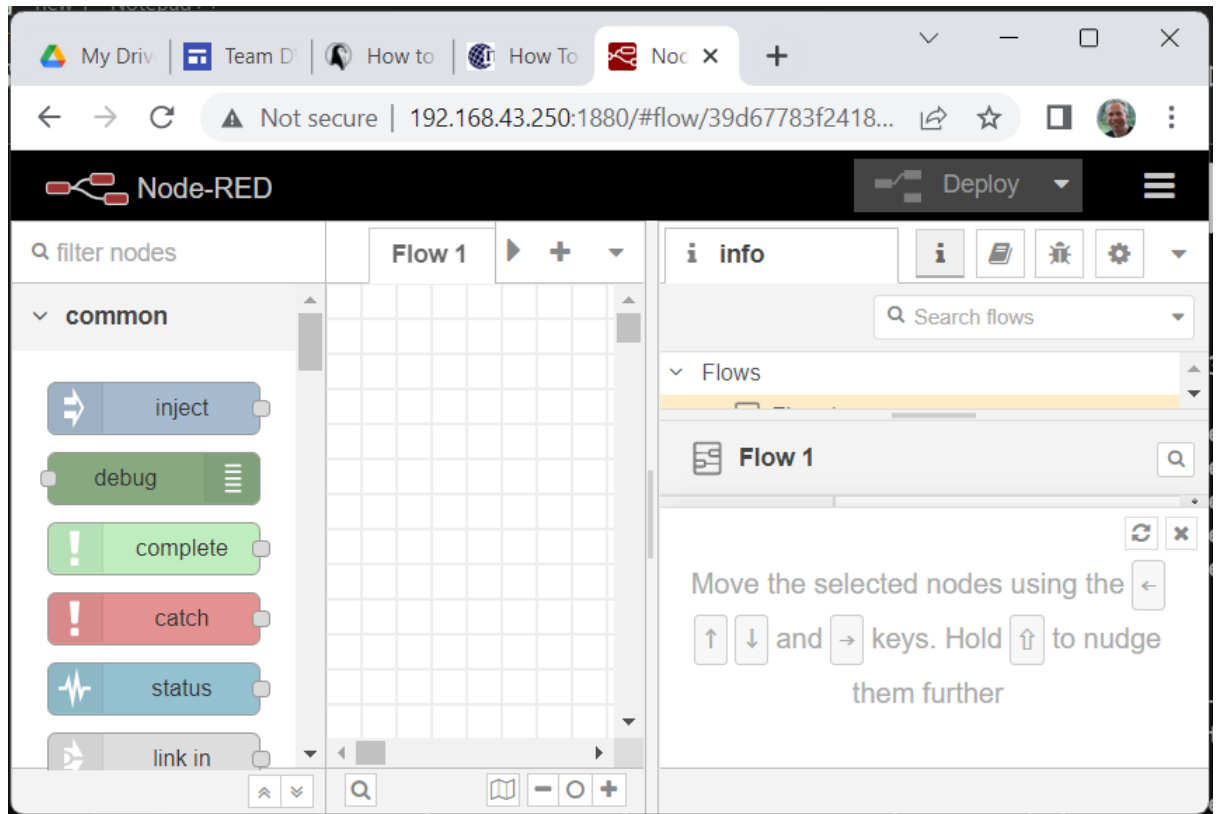 My Driv
Team D
How to
How To
Nod
Not secure | 192.168.43.250:1880/#flow/39d67783f2418...
Node-RED
Deploy
filter nodes
Flow 1
i info
i
Search flows
common
Flows
inject
Flow 1
debug
complete
Move the selected nodes using the ←
catch
↑ ↓ and → keys. Hold ⇧ to nudge
status
them further
link in